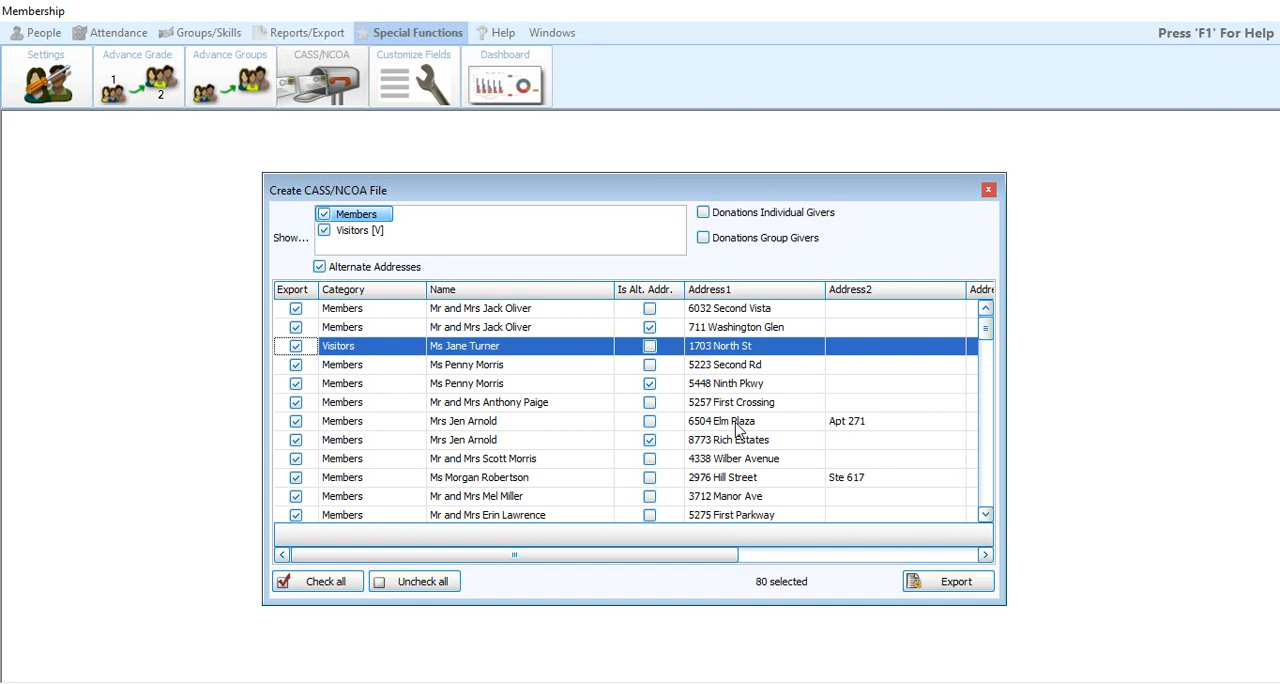 Membership
People Attendance Groups/Skills Reports/Export Special Functions Help Windows Press 'F1' For Help
Settings Advance Grade Advance Groups CASS/NCOA Customize Fields Dashboard
1
2
Create CASS/NCOA File x
Members Donations Individual Givers
Visitors [V]
Show... Donations Group Givers
Alternate Addresses
Export Category Name Is Alt. Addr. Address1 Address2 Addre
Members Mr and Mrs Jack Oliver 6032 Second Vista
Members Mr and Mrs Jack Oliver 711 Washington Glen
Visitors Ms Jane Turner 1703 North St
Members Ms Penny Morris 5223 Second Rd
Members Ms Penny Morris 5448 Ninth Pkwy
Members Mr and Mrs Anthony Paige 5257 First Crossing
Members Mrs Jen Arnold 6504 Elm Plaza Apt 271
Members Mrs Jen Arnold 8773 Rich Estates
Members Mr and Mrs Scott Morris 4338 Wilber Avenue
Members Ms Morgan Robertson 2976 Hill Street Ste 617
Members Mr and Mrs Mel Miller 3712 Manor Ave
Members Mr and Mrs Erin Lawrence 5275 First Parkway
Check all Uncheck all 80 selected Export